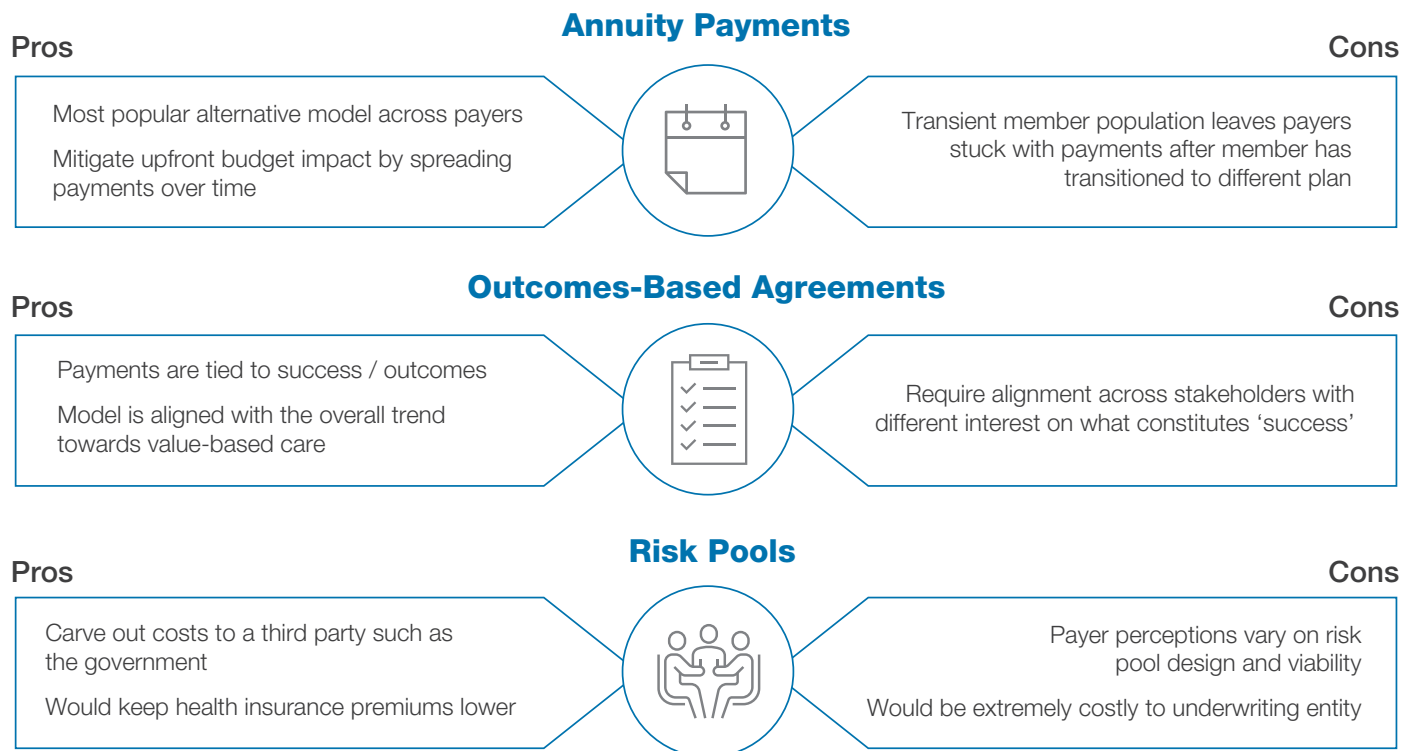 Annuity Payments
Pros
Cons
Most popular alternative model across payers
Mitigate upfront budget impact by spreading
payments over time
Transient member population leaves payers
stuck with payments after member has
transitioned to different plan
Outcomes-Based Agreements
Pros
Cons
Payments are tied to success / outcomes
Model is aligned with the overall trend
towards value-based care
Require alignment across stakeholders with
different interest on what constitutes ‘success’
Risk Pools
Pros
Cons
Carve out costs to a third party such as
the government
Would keep health insurance premiums lower
Payer perceptions vary on risk
pool design and viability
Would be extremely costly to underwriting entity